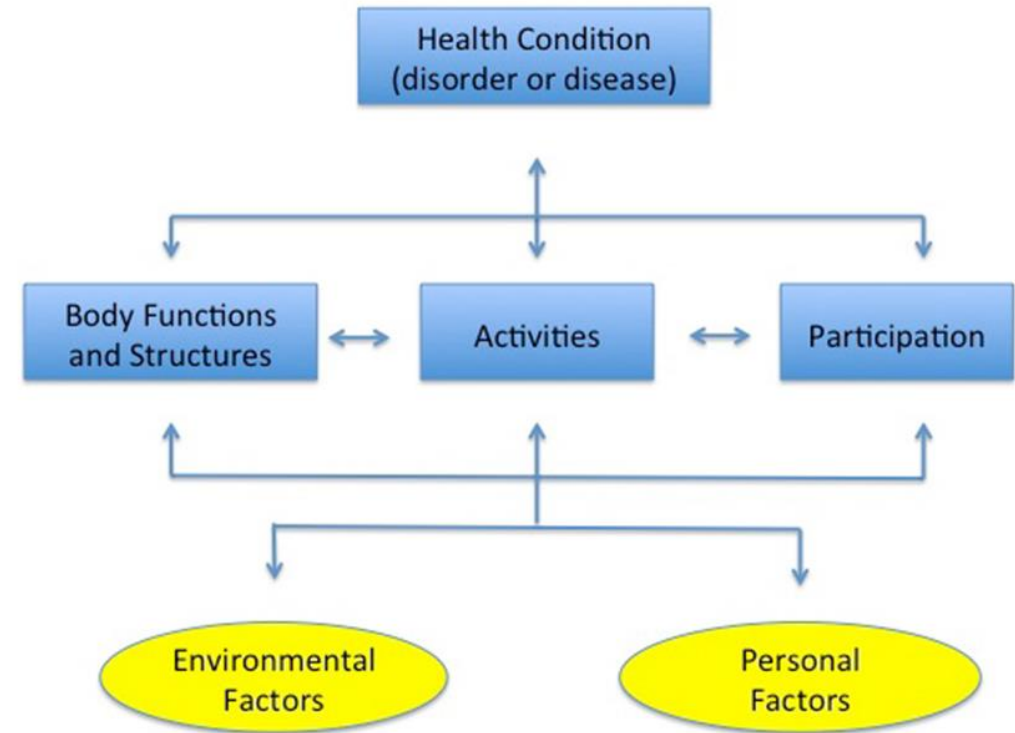 Health Condition
(disorder or disease)
Body Functions
and Structures
Activities
Participation
Environmental
Factors
Personal
Factors